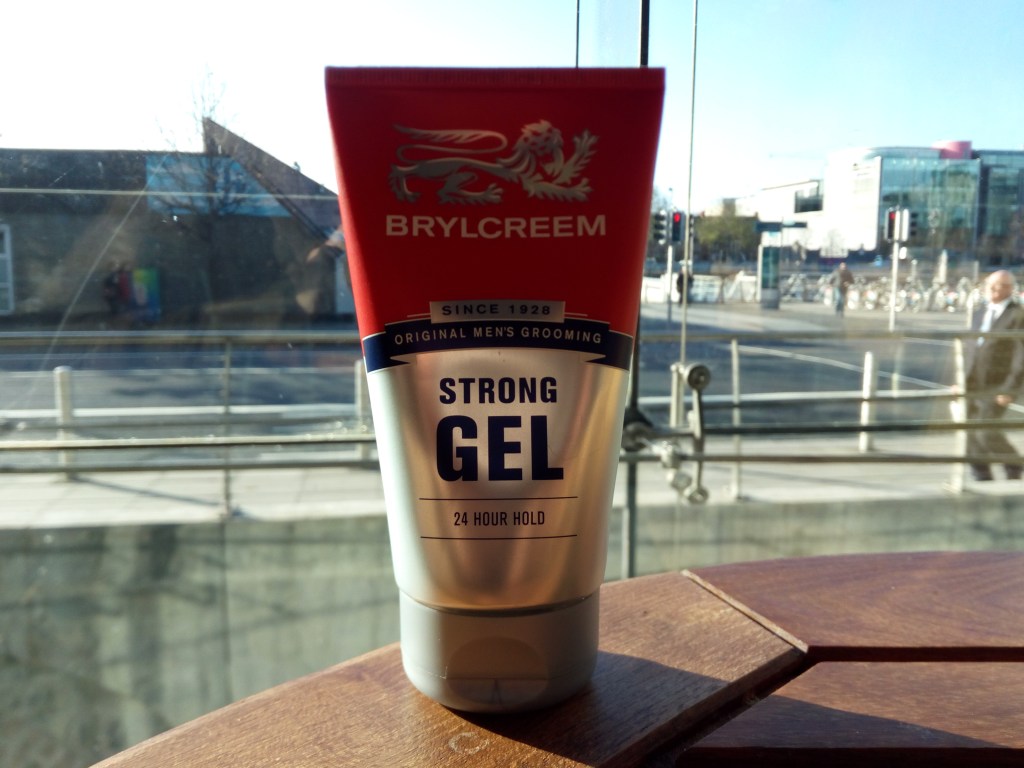 BRYLCREEM
SINCE 1928
ORIGINAL MEN'S GROOMING
STRONG
GEL
24 HOUR HOLD